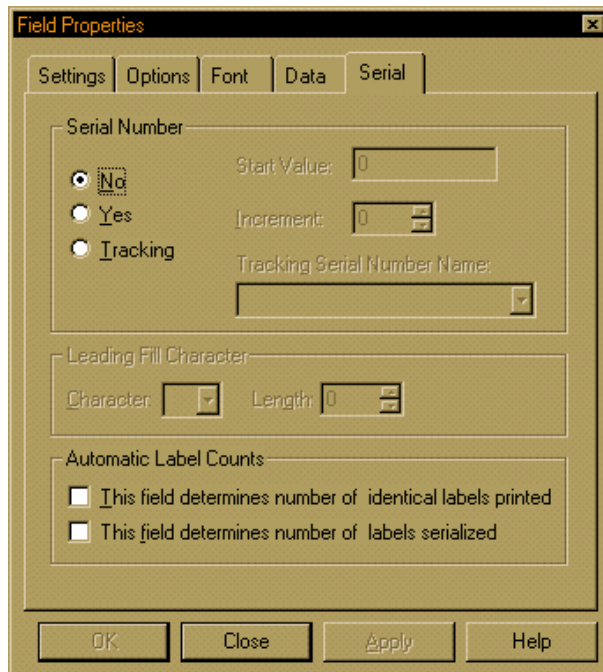 Field Properties
Settings Options Font Data Serial
Serial Number
No
Yes
Tracking
Start Value: 0
Increment: 0
Tracking Serial Number Name:
Leading Fill Character
Character: Length: 0
Automatic Label Counts
This field determines number of identical labels printed
This field determines number of labels serialized
OK Close Apply Help